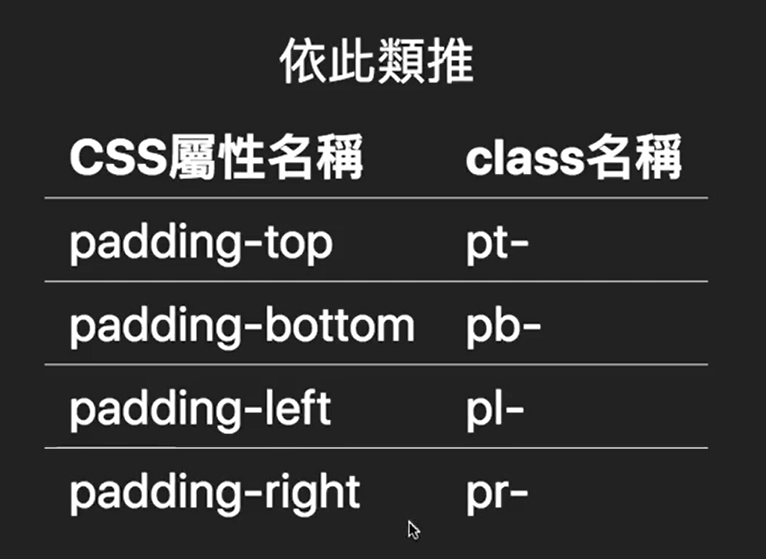 依此類推
CSS屬性名稱 class名稱
padding-top pt-
padding-bottom pb-
padding-left pl-
padding-right pr-